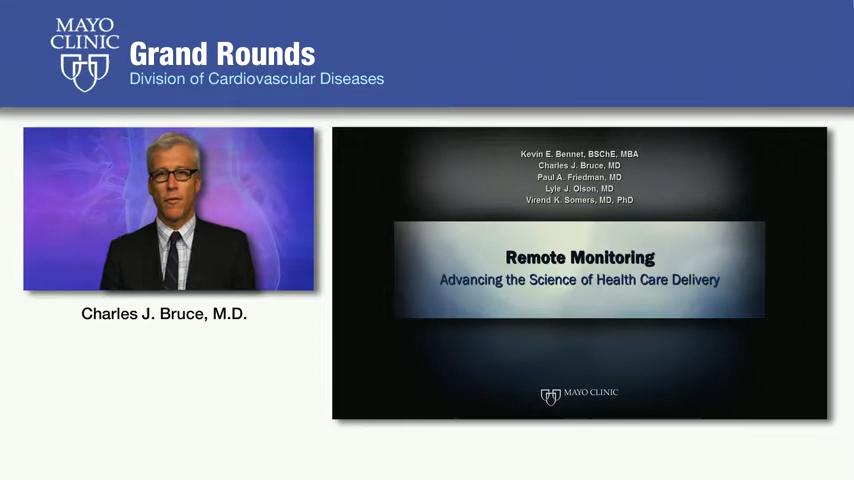 MAYO
CLINIC
Grand Rounds
Division of Cardiovascular Diseases
Charles J. Bruce, M.D.
Kevin E. Bennet, BSChE, MBA
Charles J. Bruce, MD
Paul A. Friedman, MD
Lyle J. Olson, MD
Virend K. Somers, MD, PhD
Remote Monitoring
Advancing the Science of Health Care Delivery
MAYO CLINIC